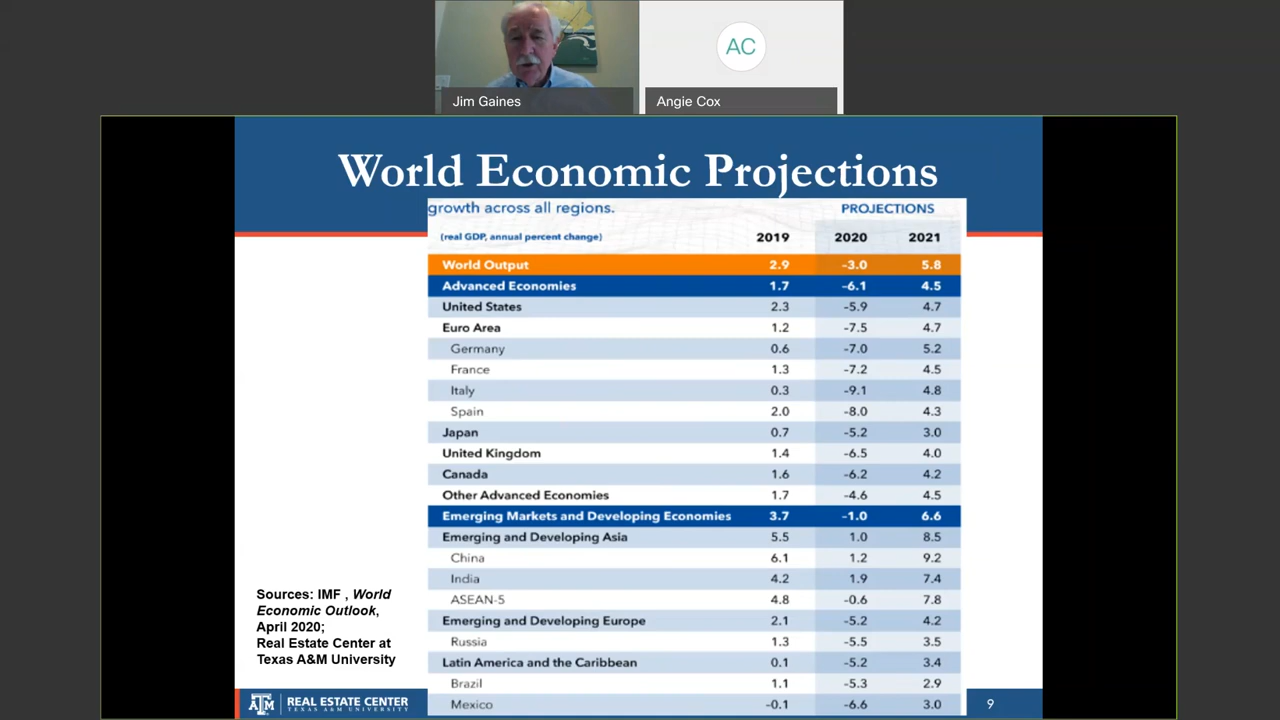 Jim Gaines
AC
Angie Cox
World Economic Projections
growth across all regions.
PROJECTIONS
(real GDP, annual percent change) 2019 2020 2021
World Output 2.9 -3.0 5.8
Advanced Economies 1.7 -6.1 4.5
United States 2.3 -5.9 4.7
Euro Area 1.2 -7.5 4.7
Germany 0.6 -7.0 5.2
France 1.3 -7.2 4.5
Italy 0.3 -9.1 4.8
Spain 2.0 -8.0 4.3
Japan 0.7 -5.2 3.0
United Kingdom 1.4 -6.5 4.0
Canada 1.6 -6.2 4.2
Other Advanced Economies 1.7 -4.6 4.5
Emerging Markets and Developing Economies 3.7 -1.0 6.6
Emerging and Developing Asia 5.5 1.0 8.5
China 6.1 1.2 9.2
India 4.2 1.9 7.4
ASEAN-5 4.8 -0.6 7.8
Emerging and Developing Europe 2.1 -5.2 4.2
Russia 1.3 -5.5 3.5
Latin America and the Caribbean 0.1 -5.2 3.4
Brazil 1.1 -5.3 2.9
Mexico -0.1 -6.6 3.0
Sources: IMF , World
Economic Outlook,
April 2020;
Real Estate Center at
Texas A&M University
ATM
REAL ESTATE CENTER
TEXAS A&M UNIVERSITY
9